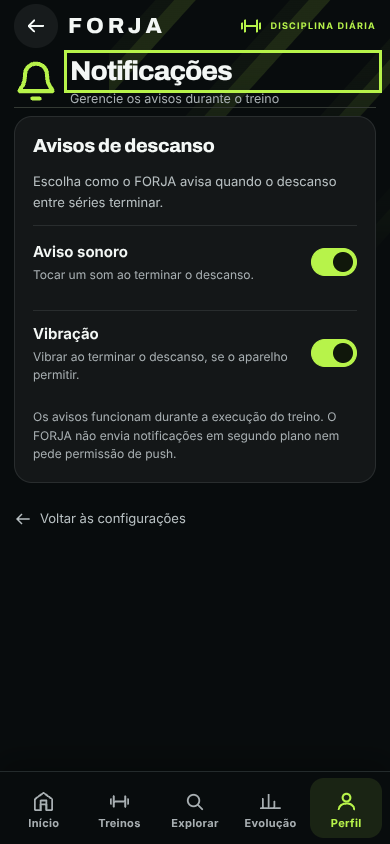 FORJA
DISCIPLINA DIÁRIA
Notificações
Gerencie os avisos durante o treino
Avisos de descanso
Escolha como o FORJA avisa quando o descanso
entre séries terminar.
Aviso sonoro
Tocar um som ao terminar o descanso.
Vibração
Vibrar ao terminar o descanso, se o aparelho
permitir.
Os avisos funcionam durante a execução do treino. O
FORJA não envia notificações em segundo plano nem
pede permissão de push.
Voltar às configurações
Início
Treinos
Explorar
Evolução
Perfil